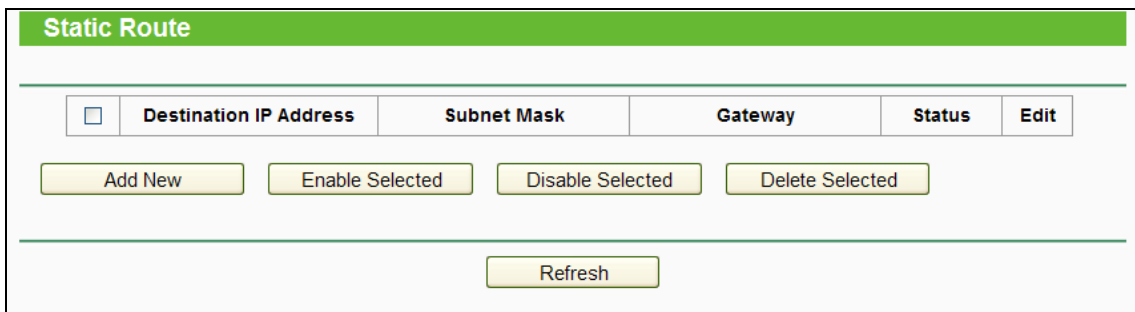 Static Route
Destination IP Address Subnet Mask Gateway Status Edit
Add New Enable Selected Disable Selected Delete Selected
Refresh